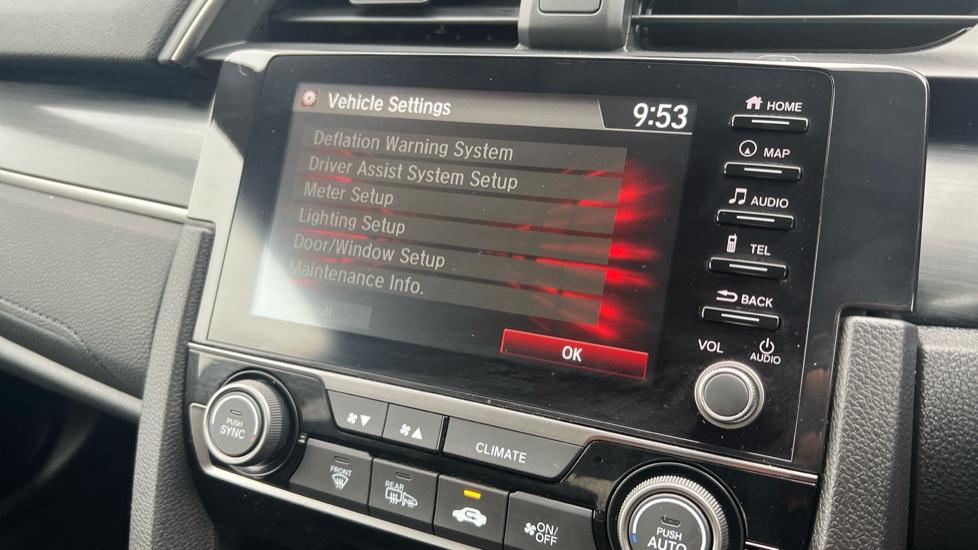 Vehicle Settings
9:53
Deflation Warning System
Driver Assist System Setup
Meter Setup
Lighting Setup
Door/Window Setup
Maintenance Info.
OK
HOME
MAP
AUDIO
TEL
BACK
VOL
AUDIO
PUSH
SYNC
CLIMATE
FRONT
REAR
ON/
OFF
PUSH
AUTO